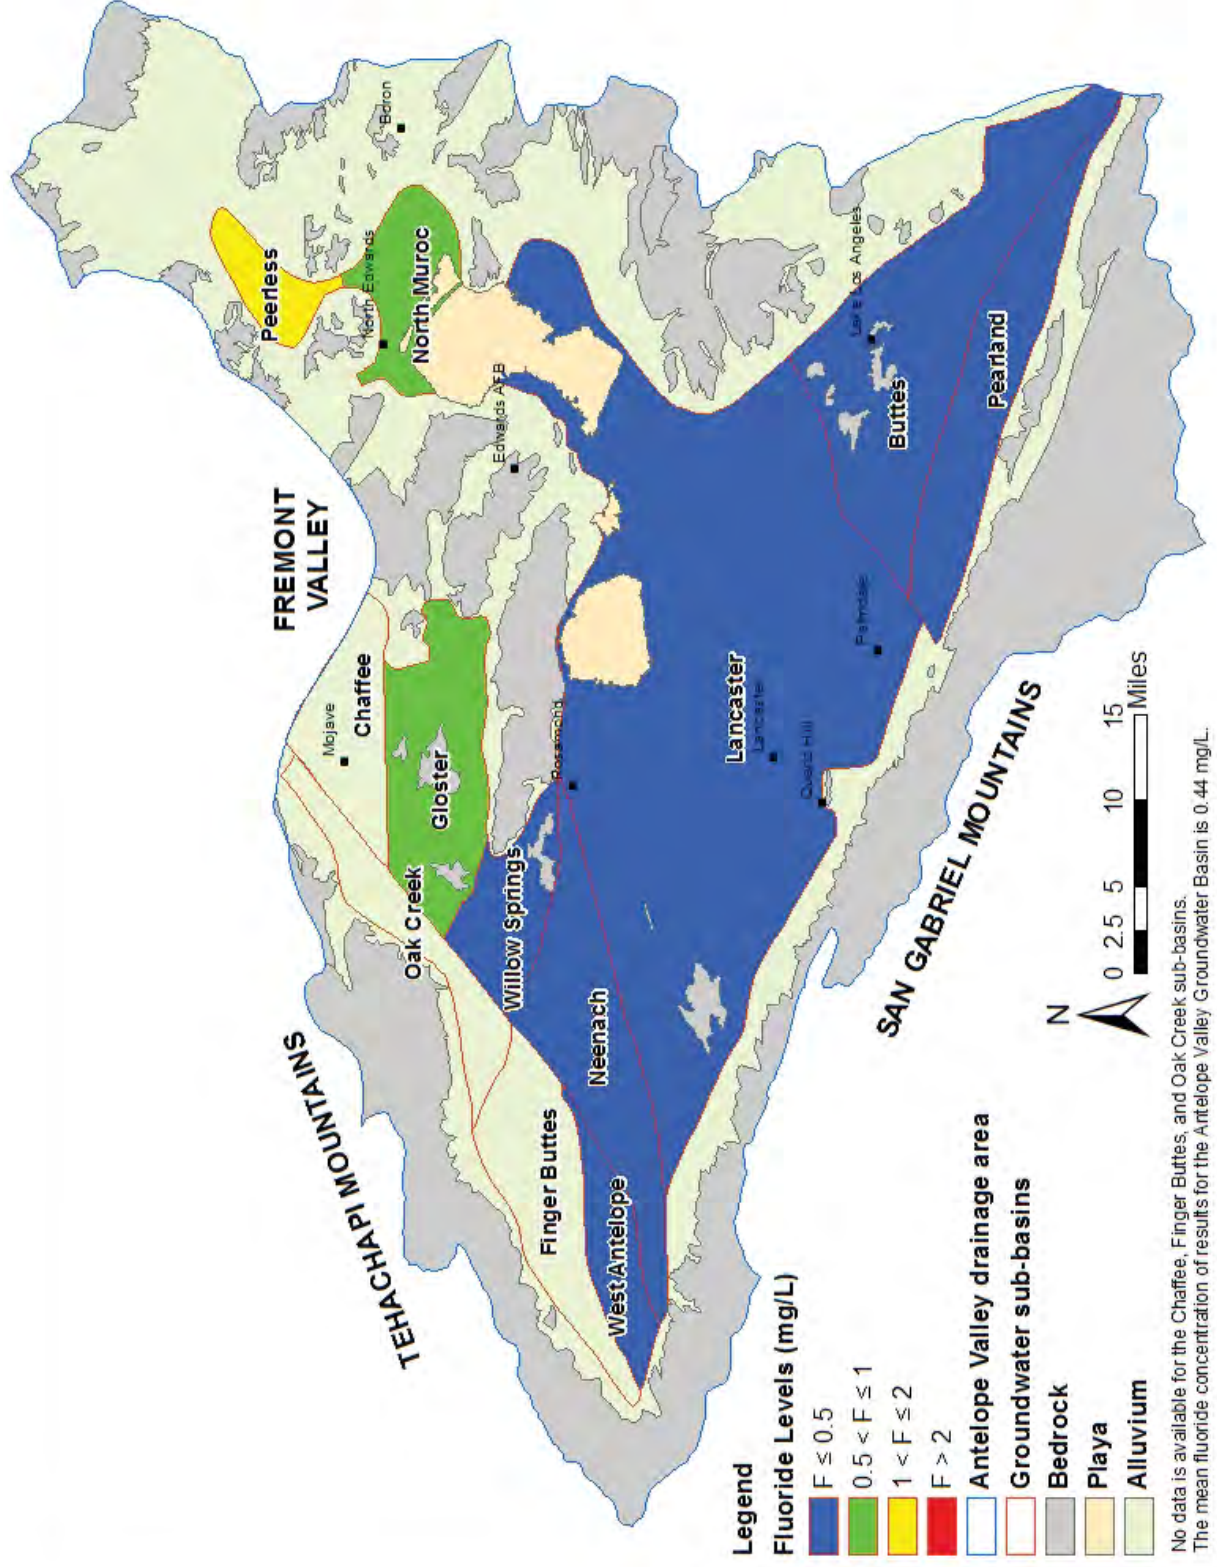 TEHACHAPI MOUNTAINS
FREMONT
VALLEY
Mojave
Chaffee
Oak Creek
Gloster
Peerless
Boron
North Edwards
North Muroc
Edwards AFB
Finger Buttes
Willow Springs
Rosamond
West Antelope
Neenach
Lancaster
Lancaster
Quartz Hill
Palmdale
Lake Los Angeles
Buttes
Pearland
SAN GABRIEL MOUNTAINS
N
0 2.5 5 10 15
Miles
Legend
Fluoride Levels (mg/L)
F ≤ 0.5
0.5 < F ≤ 1
1 < F ≤ 2
F > 2
Antelope Valley drainage area
Groundwater sub-basins
Bedrock
Playa
Alluvium
No data is available for the Chaffee, Finger Buttes, and Oak Creek sub-basins.
The mean fluoride concentration of results for the Antelope Valley Groundwater Basin is 0.44 mg/L.